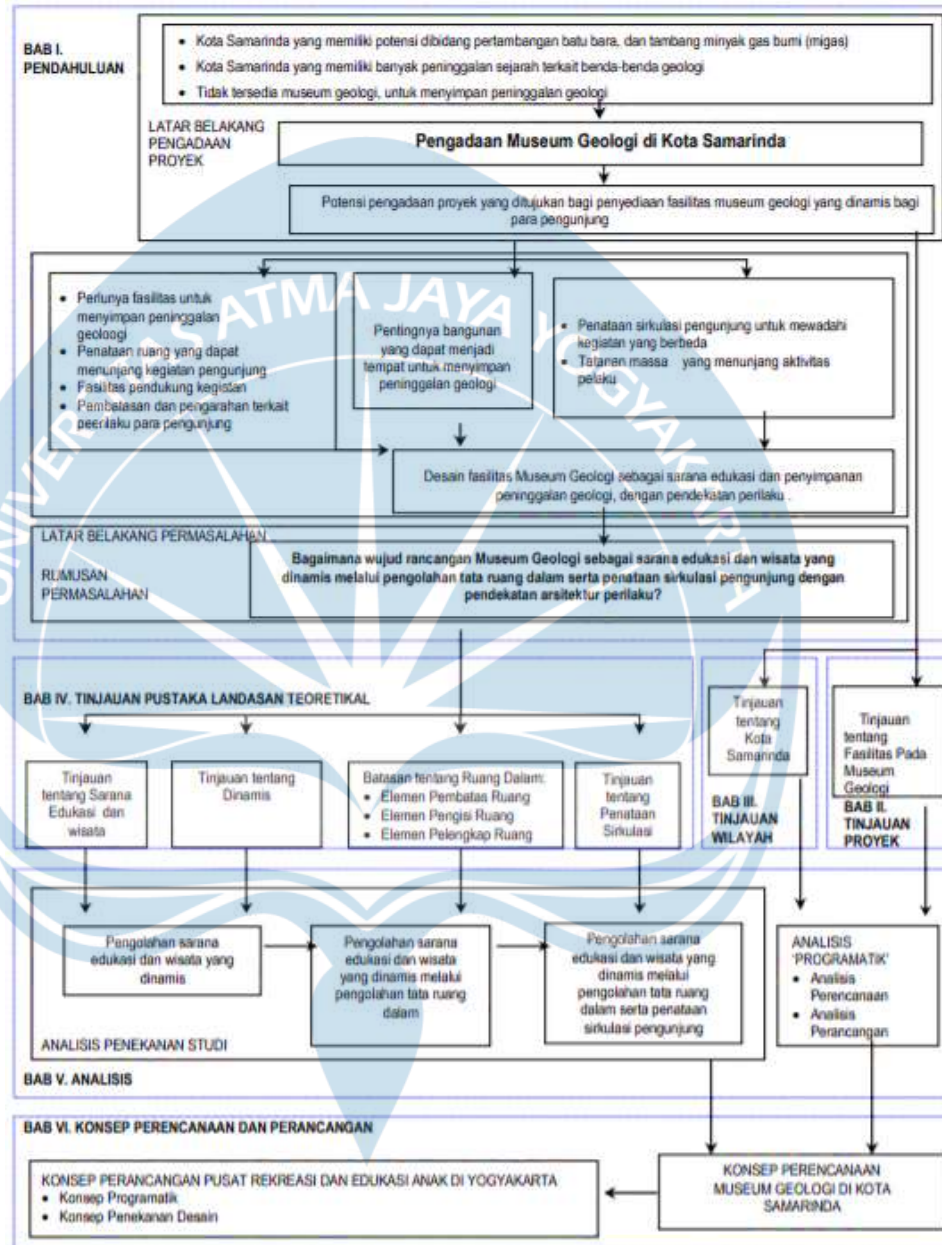 BAB I.
PENDAHULUAN
• Kota Samarinda yang memiliki potensi dibidang pertambangan batu bara, dan tambang minyak gas bumi (migas)
• Kota Samarinda yang memiliki banyak peninggalan sejarah terkait benda-benda geologi
• Tidak tersedia museum geologi, untuk menyimpan peninggalan geologi
LATAR BELAKANG
PENGADAAN
PROYEK
Pengadaan Museum Geologi di Kota Samarinda
Potensi pengadaan proyek yang ditujukan bagi penyediaan fasilitas museum geologi yang dinamis bagi
para pengunjung
• Perlunya fasilitas untuk
menyimpan peninggalan
geoloogi
• Penataan ruang yang dapat
menunjang kegiatan pengunjung
• Fasilitas pendukung kegistan
• Pembatasan dan pengarahan terkait
peerilaku para pengunjung
Pentingnya bangunan
yang dapat menjadi
tempat untuk menyimpan
peninggalan geologi
• Penataan sirkulasi pengunjung untuk mewadahi
kegiatan yang berbeda
• Tatanan massa yang menunjang aktivitas
pelaku
Desain fasilitas Museum Geologi sebagai sarana edukasi dan penyimpanan
peninggalan geologi, dengan pendekatan perilaku .
LATAR BELAKANG PERMASALAHAN
RUMUSAN
PERMASALAHAN
Bagaimana wujud rancangan Museum Geologi sebagai sarana edukasi dan wisata yang
dinamis melalui pengolahan tata ruang dalam serta penataan sirkulasi pengunjung dengan
pendekatan arsitektur perilaku?
BAB IV. TINJAUAN PUSTAKA LANDASAN TEORETIKAL
Tinjauan
tentang Sarana
Edukasi dan
wisata
Tinjauan tentang
Dinamis
Batasan tentang Ruang Dalam:
• Elemen Pembatas Ruang
• Elemen Pengisi Ruang
• Elemen Pelengkap Ruang
Tinjauan
tentang
Penataan
Sirkulasi
Tinjauan
tentang
Kota
Samarinda
BAB III.
TINJAUAN
WILAYAH
Tinjauan
tentang
Fasilitas Pada
Museum
Geologi
BAB II.
TINJAUAN
PROYEK
Pengolahan sarana
edukasi dan wisata yang
dinamis
Pengolahan sarana
edukasi dan wisata
yang dinamis melalui
pengolahan tata ruang
dalam
Pengolahan sarana
edukasi dan wisata yang
dinamis melalui
pengolahan tata ruang
dalam serta penataan
sirkulasi pengunjung
ANALISIS
'PROGRAMATIK'
• Analisis
Perencanaan
• Analisis
Perancangan
ANALISIS PENEKANAN STUDI
BAB V. ANALISIS
BAB VI. KONSEP PERENCANAAN DAN PERANCANGAN
KONSEP PERANCANGAN PUSAT REKREASI DAN EDUKASI ANAK DI YOGYAKARTA
• Konsep Programatik
• Konsep Penekanan Desain
KONSEP PERENCANAAN
MUSEUM GEOLOGI DI KOTA
SAMARINDA
UNIVERSITAS ATMA JAYA YOGYAKARTA